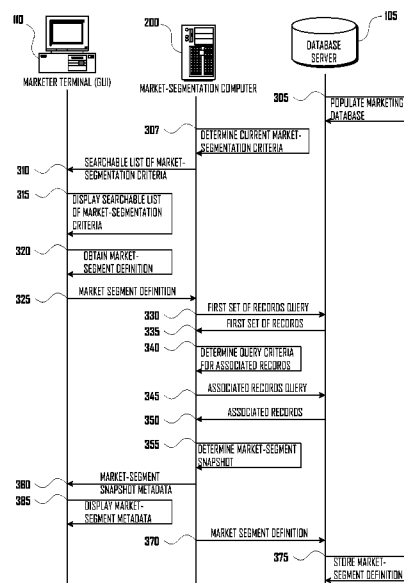 110
200
105
DATABASE
SERVER
MARKETER TERMINAL (GUI)
MARKET-SEGMENTATION COMPUTER
305
POPULATE MARKETING
DATABASE
307
DETERMINE CURRENT MARKET-
SEGMENTATION CRITERIA
310
SEARCHABLE LIST OF MARKET-
SEGMENTATION CRITERIA
315
DISPLAY SEARCHABLE
LIST OF MARKET-SEGMENTATION
CRITERIA
320
OBTAIN MARKET-
SEGMENT DEFINITION
325
MARKET SEGMENT DEFINITION
330
FIRST SET OF RECORDS QUERY
335
FIRST SET OF RECORDS
340
DETERMINE QUERY CRITERIA
FOR ASSOCIATED RECORDS
345
ASSOCIATED RECORDS QUERY
350
ASSOCIATED RECORDS
355
DETERMINE MARKET-SEGMENT
SNAPSHOT
360
MARKET-SEGMENT
SNAPSHOT METADATA
365
DISPLAY MARKET-
SEGMENT METADATA
370
MARKET SEGMENT DEFINITION
375
STORE MARKET-
SEGMENT DEFINITION